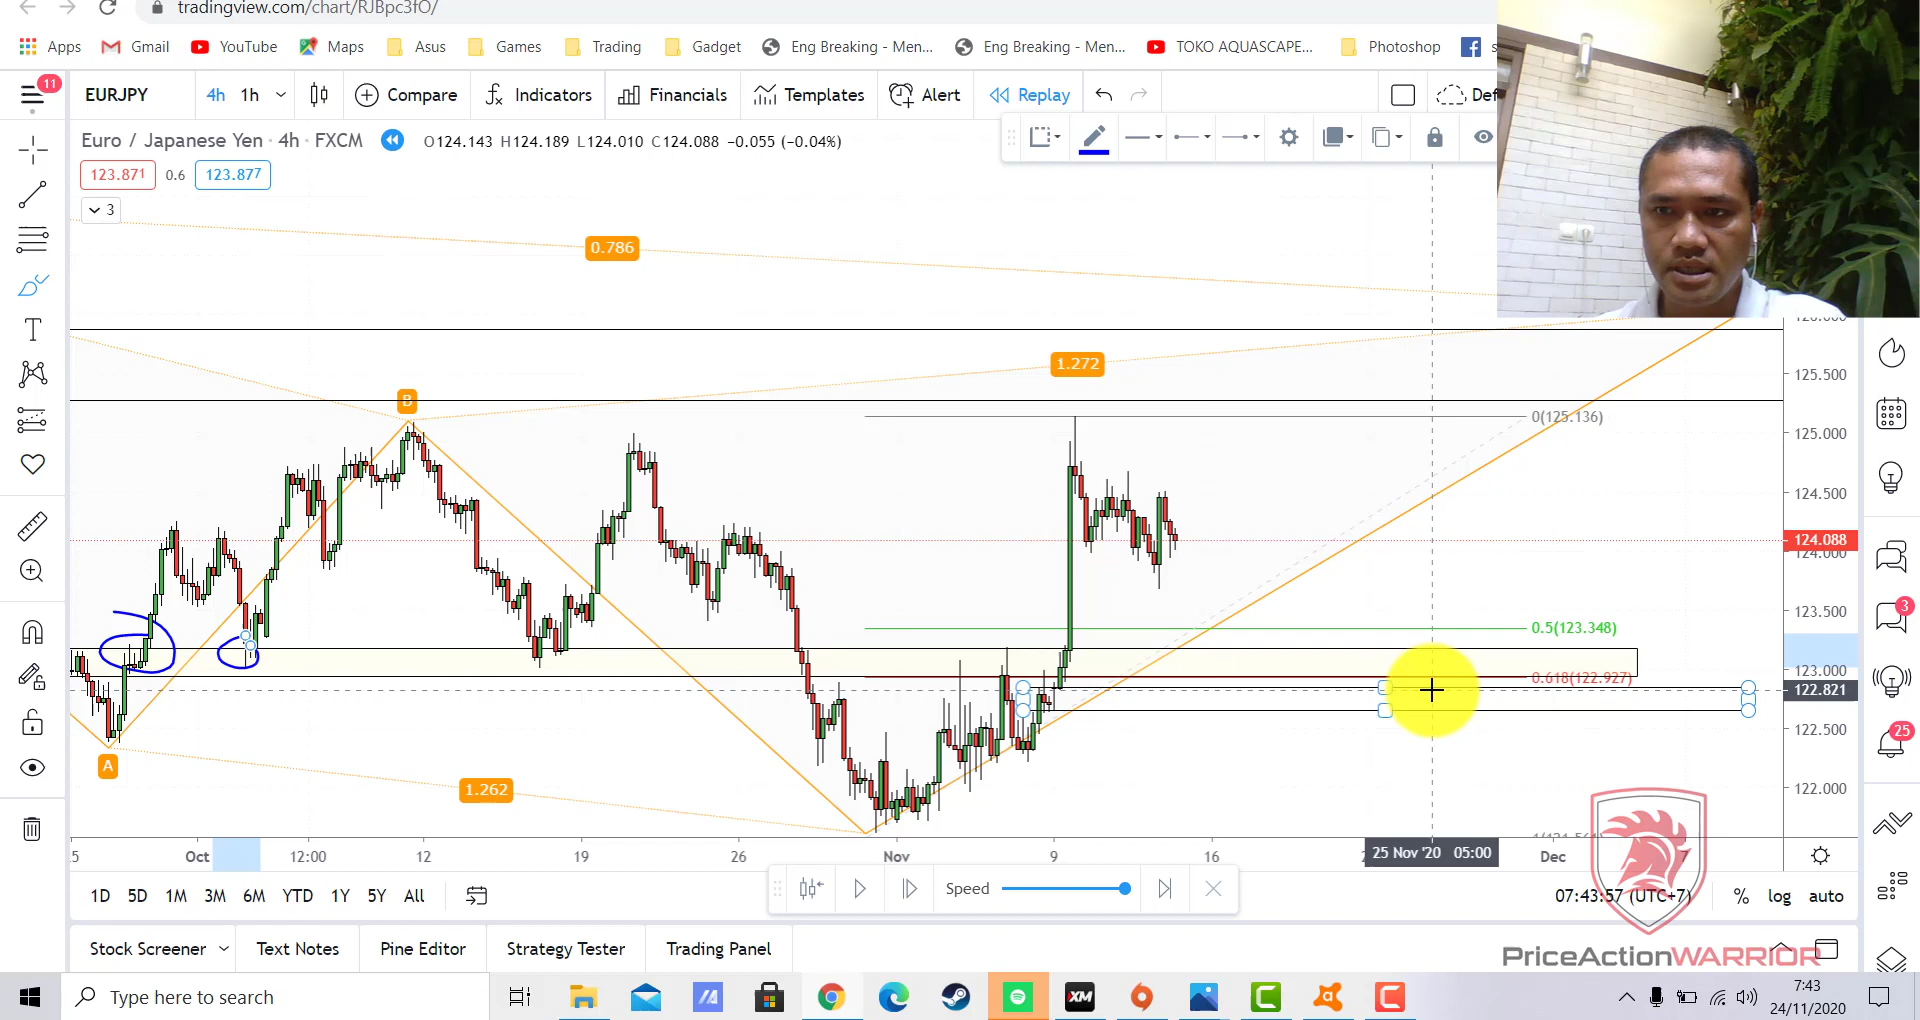 tradingview.com/chart/RJBpc3fO/
Apps Gmail YouTube Maps Asus Games Trading Gadget Eng Breaking - Men... Eng Breaking - Men... TOKO AQUASCAPE... Photoshop s
11
EURJPY 4h 1h Compare Indicators Financials Templates Alert Replay Def
Euro / Japanese Yen · 4h · FXCM O124.143 H124.189 L124.010 C124.088 -0.055 (-0.04%)
123.871 0.6 123.877
3
0.786
1.272
125.500
B
0(125.136)
125.000
124.500
124.088
124.000
123.500
0.5(123.348)
123.000
0.618(122.927)
122.821
122.500
A
1.262
122.000
3
25
Oct 12:00 12 19 26 Nov 9 16 25 Nov '20 05:00 Dec 7
1D 5D 1M 3M 6M YTD 1Y 5Y All
Speed
07:43:57 (UTC+7) % log auto
Stock Screener Text Notes Pine Editor Strategy Tester Trading Panel
PriceActionWARRIOR
Type here to search
XM
7:43
24/11/2020